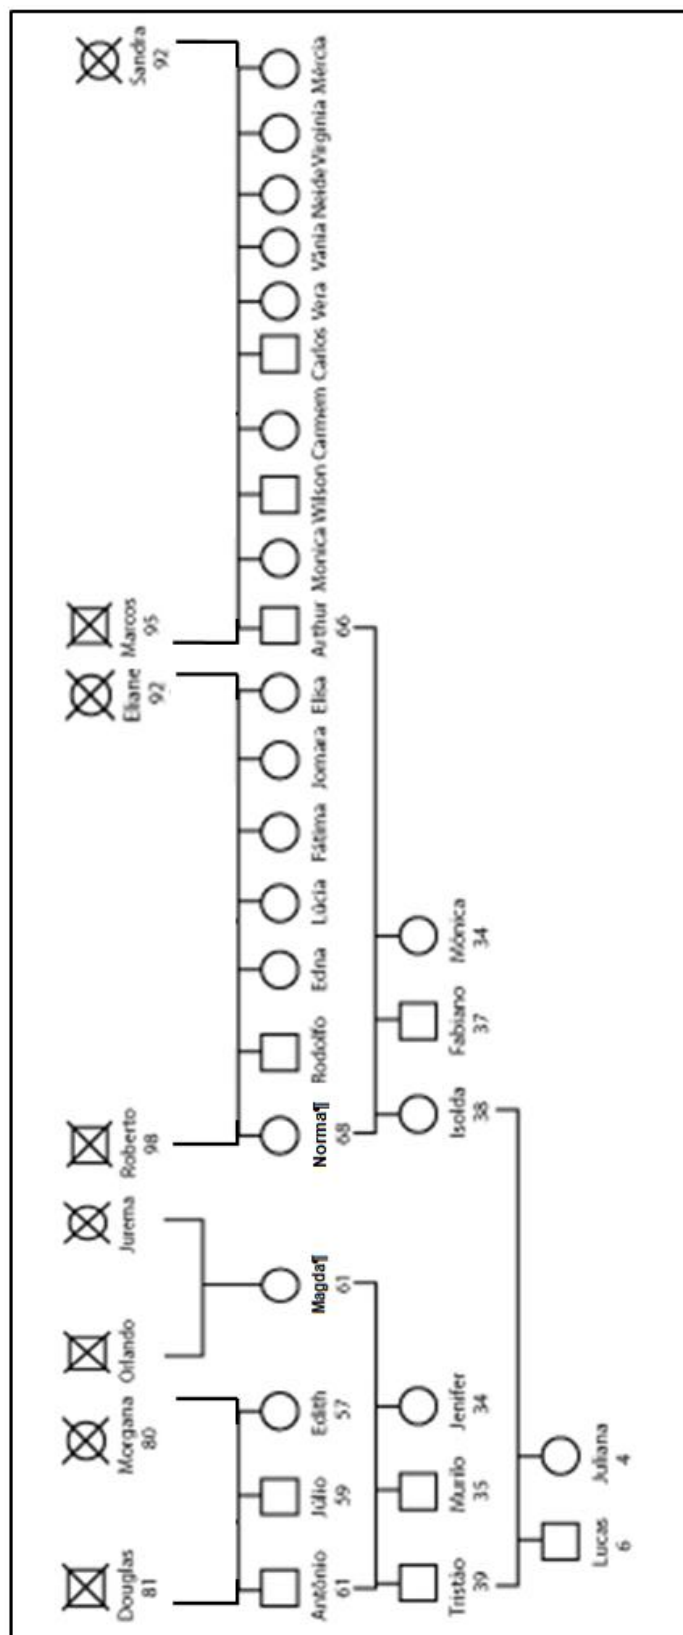 Douglas
81
Morgana
80
Orlando
Jurema
Roberto
98
Eliane
92
Marcos
95
Sandra
92
Antônio
61
Júlio
59
Edith
57
Magda¶
61
Norma¶
68
Rodolfo
Edna
Lúcia
Fátima
Jomara
Elisa
Arthur
66
Monica
Wilson
Carmem
Carlos
Vera
Vânia
Neide
Virginia
Mércia
Tristão
39
Murilo
35
Jenifer
34
Isolda
38
Fabiano
37
Mônica
34
Lucas
6
Juliana
4